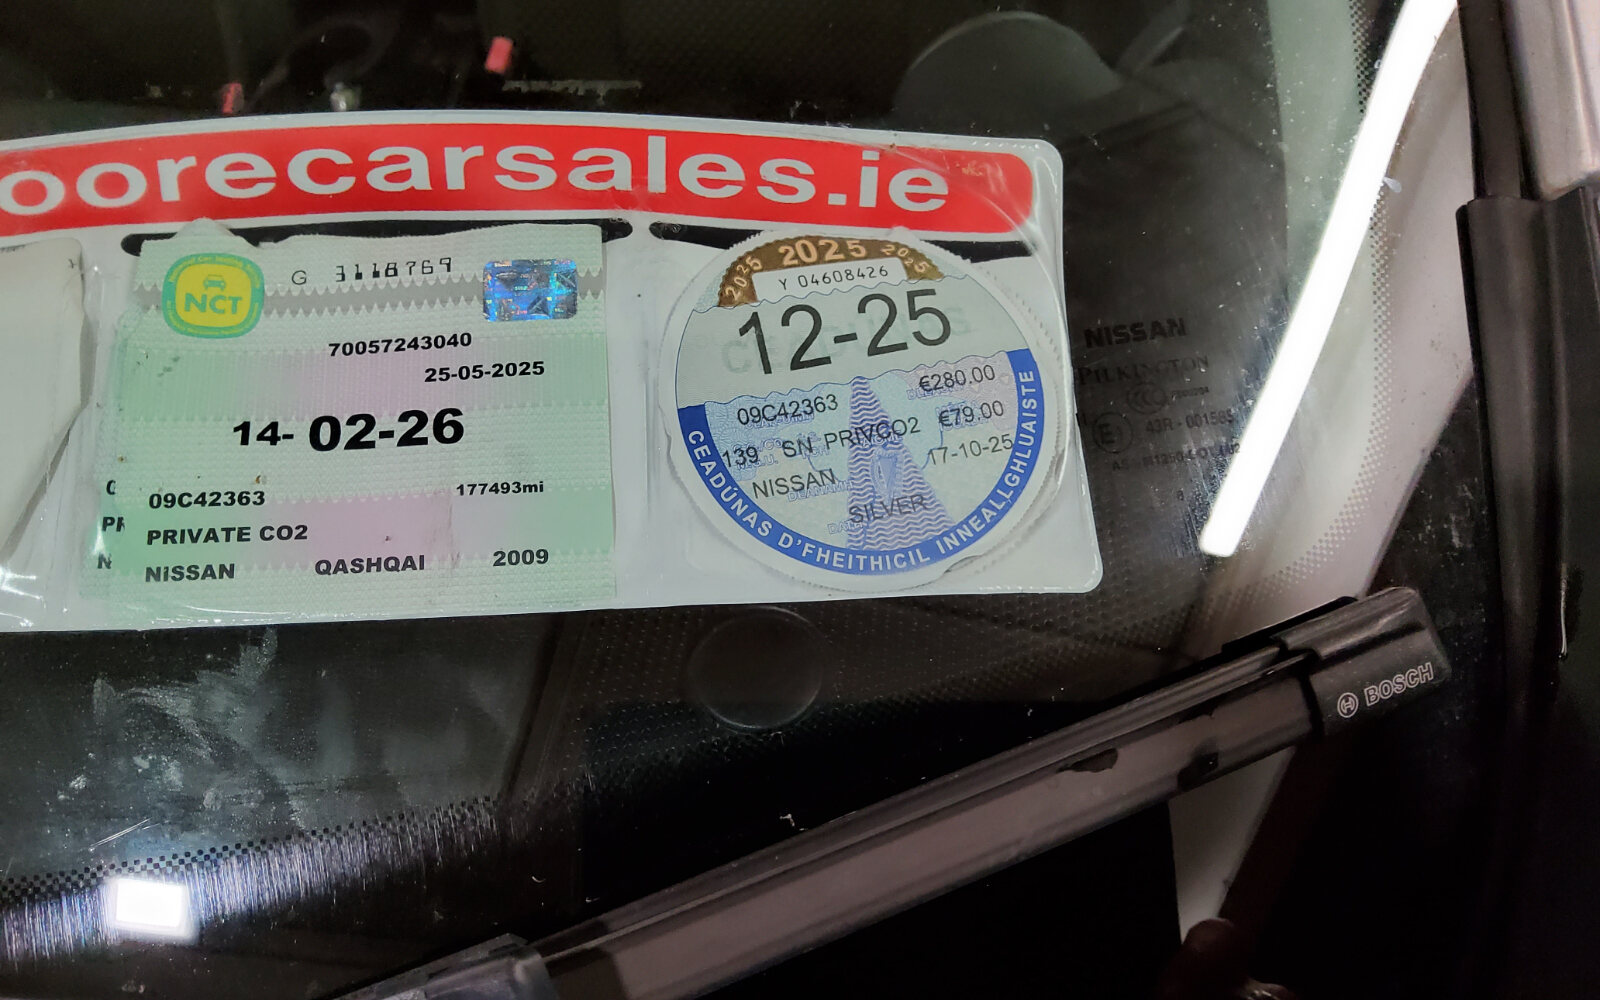 oorecarsales.ie
NCT
G 3118769
70057243040
25-05-2025
14- 02-26
09C42363 177493mi
PRIVATE CO2
NISSAN QASHQAI 2009
2025 2025 2025
Y 04608426
12-25
€280.00
09C42363 €79.00
139 SN PRIVCO2
17-10-25
NISSAN
SILVER
CEADÚNAS D'FHEITHICIL INNEALLGHLUAISTE
NISSAN
PILKINGTON
BOSCH